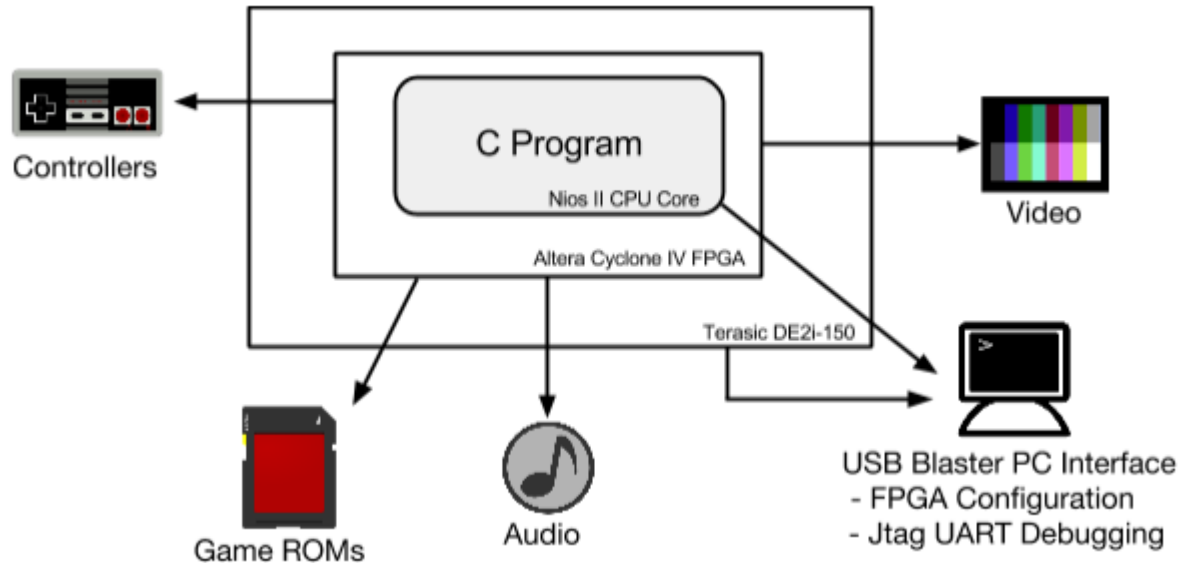 C Program
Nios II CPU Core
Altera Cyclone IV FPGA
Terasic DE2i-150
Controllers
Video
>
USB Blaster PC Interface
- FPGA Configuration
- Jtag UART Debugging
Audio
Game ROMs